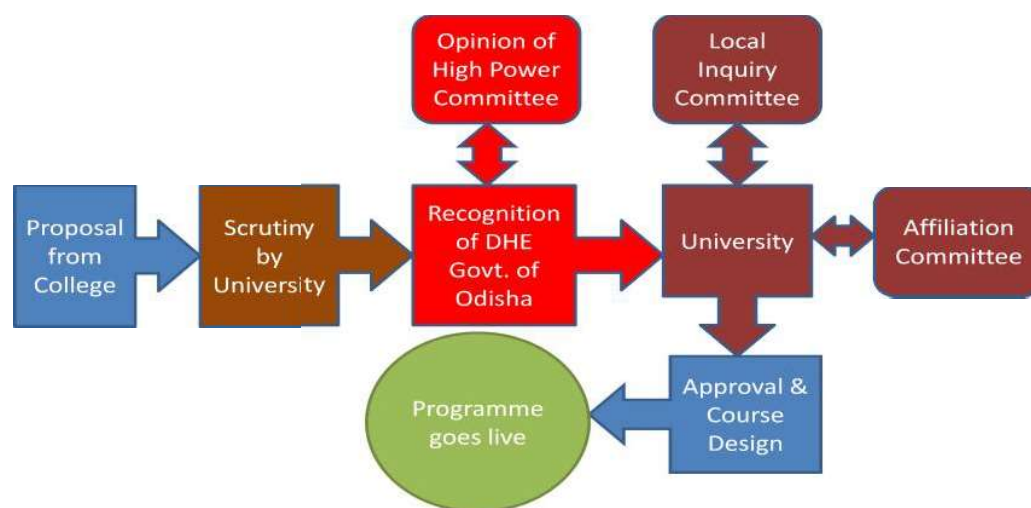 Opinion of
High Power
Committee
Local
Inquiry
Committee
Proposal
from
College
Scrutiny
by
University
Recognition
of DHE
Govt. of
Odisha
University
Affiliation
Committee
Programme
goes live
Approval &
Course
Design